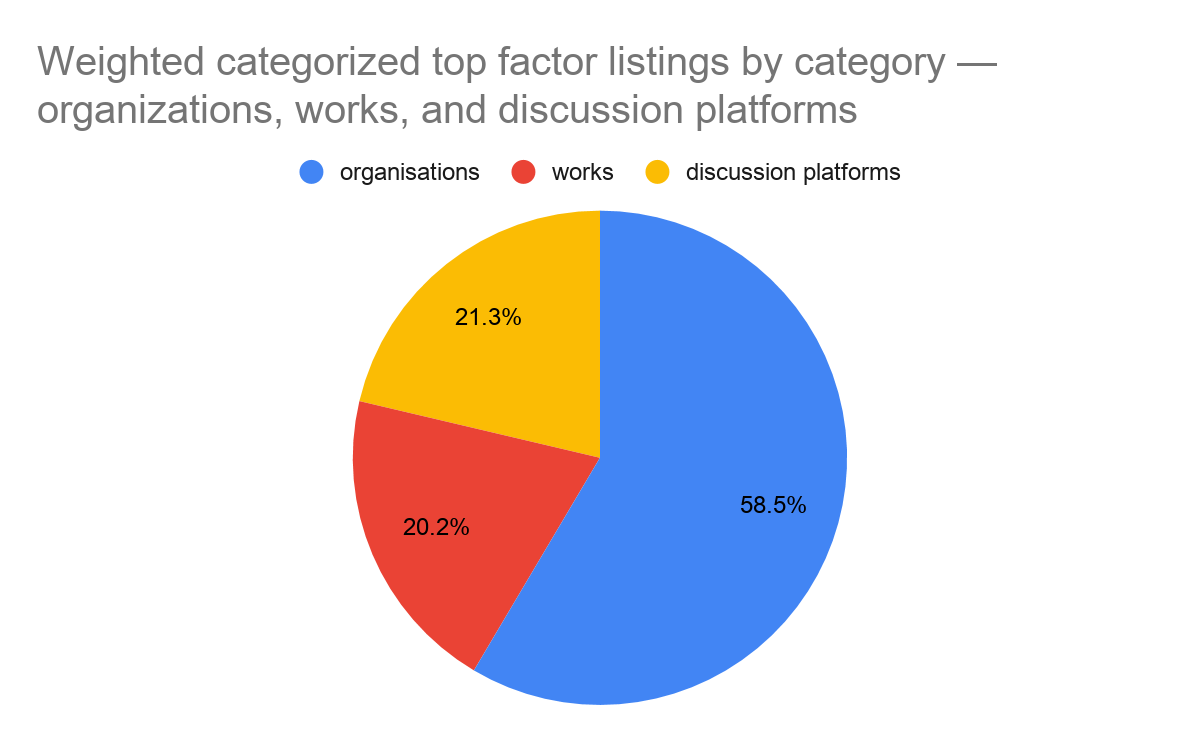 Weighted categorized top factor listings by category —
organizations, works, and discussion platforms
organisations works discussion platforms
21.3%
58.5%
20.2%